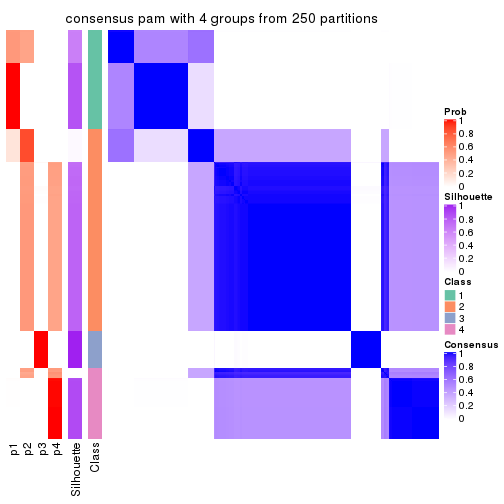 consensus pam with 4 groups from 250 partitions
Prob
1
0.8
0.6
0.4
0.2
0
Silhouette
1
0.8
0.6
0.4
0.2
0
Class
1
2
3
4
Consensus
1
0.8
0.6
0.4
0.2
0
p1
p2
p3
p4
Silhouette
Class